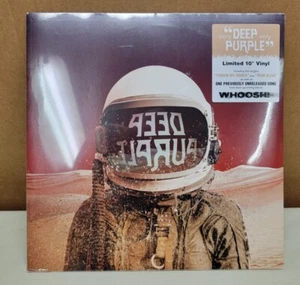 "DEEP
PURPLE"
Limited 10" Vinyl
ONE PREVIOUSLY UNRELEASED SONG
WHOOSH!
DEEP
PURPLE